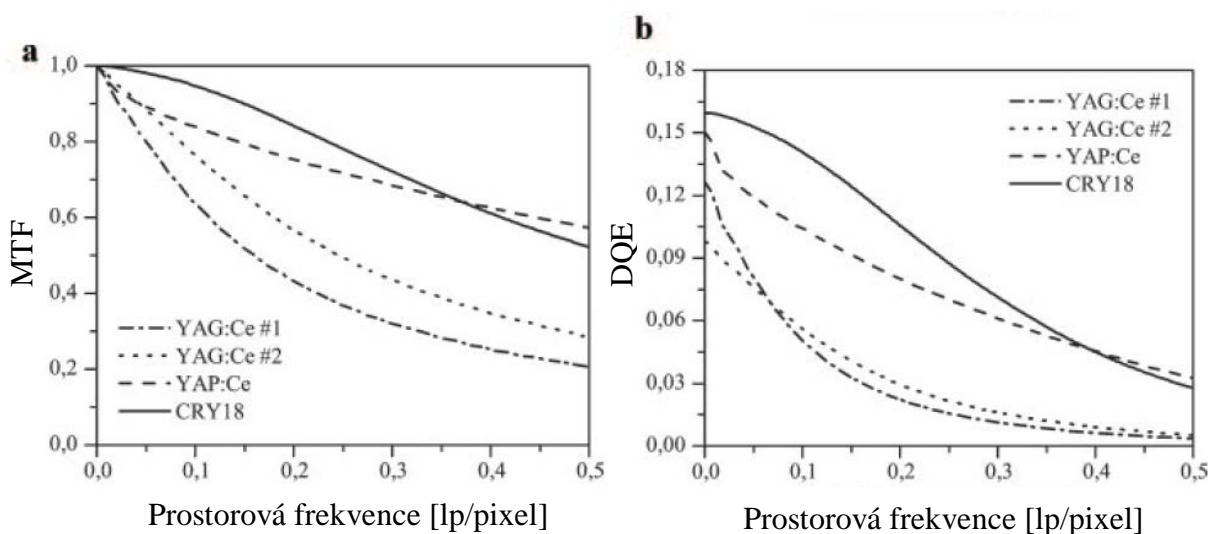 a
1,0
0,8
0,6
0,4
0,2
0,0
MTF
YAG:Ce #1
YAG:Ce #2
YAP:Ce
CRY18
0,0 0,1 0,2 0,3 0,4 0,5
Prostorová frekvence [lp/pixel]
b
0,18
0,15
0,12
0,09
0,06
0,03
0,00
DQE
YAG:Ce #1
YAG:Ce #2
YAP:Ce
CRY18
0,0 0,1 0,2 0,3 0,4 0,5
Prostorová frekvence [lp/pixel]